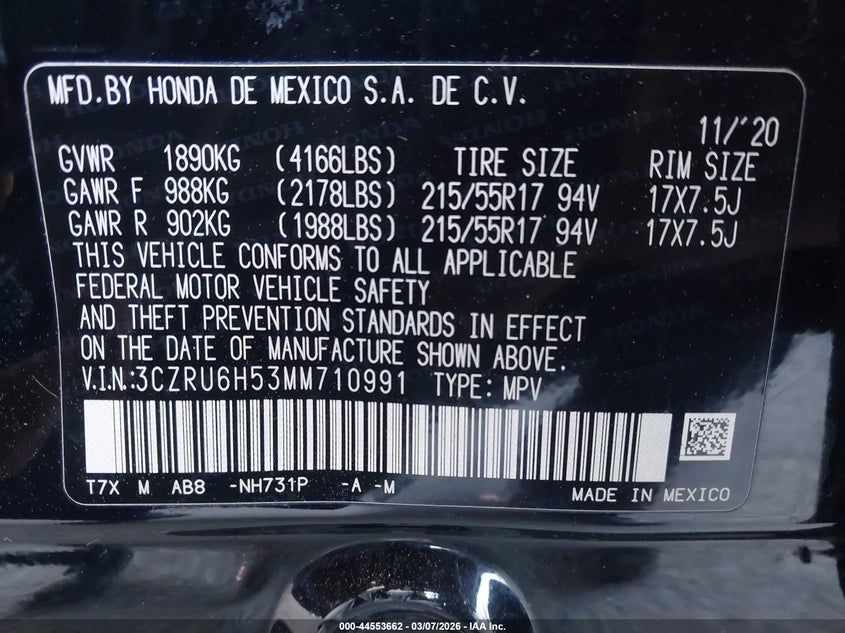 MFD.BY HONDA DE MEXICO S.A. DE C.V.
11/'20
GVWR 1890KG (4166LBS) TIRE SIZE RIM SIZE
GAWR F 988KG (2178LBS) 215/55R17 94V 17X7.5J
GAWR R 902KG (1988LBS) 215/55R17 94V 17X7.5J
THIS VEHICLE CONFORMS TO ALL APPLICABLE
FEDERAL MOTOR VEHICLE SAFETY
AND THEFT PREVENTION STANDARDS IN EFFECT
ON THE DATE OF MANUFACTURE SHOWN ABOVE.
V.I.N.:3CZRU6H53MM710991 TYPE: MPV
T7X M AB8 -NH731P -A -M
MADE IN MEXICO
000-44553662 — 03/07/2026 — IAA, Inc.